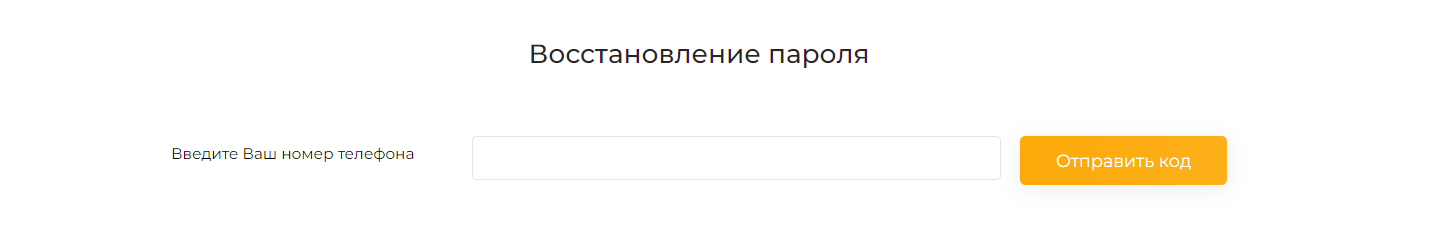 Восстановление пароля
Введите Ваш номер телефона
Отправить код